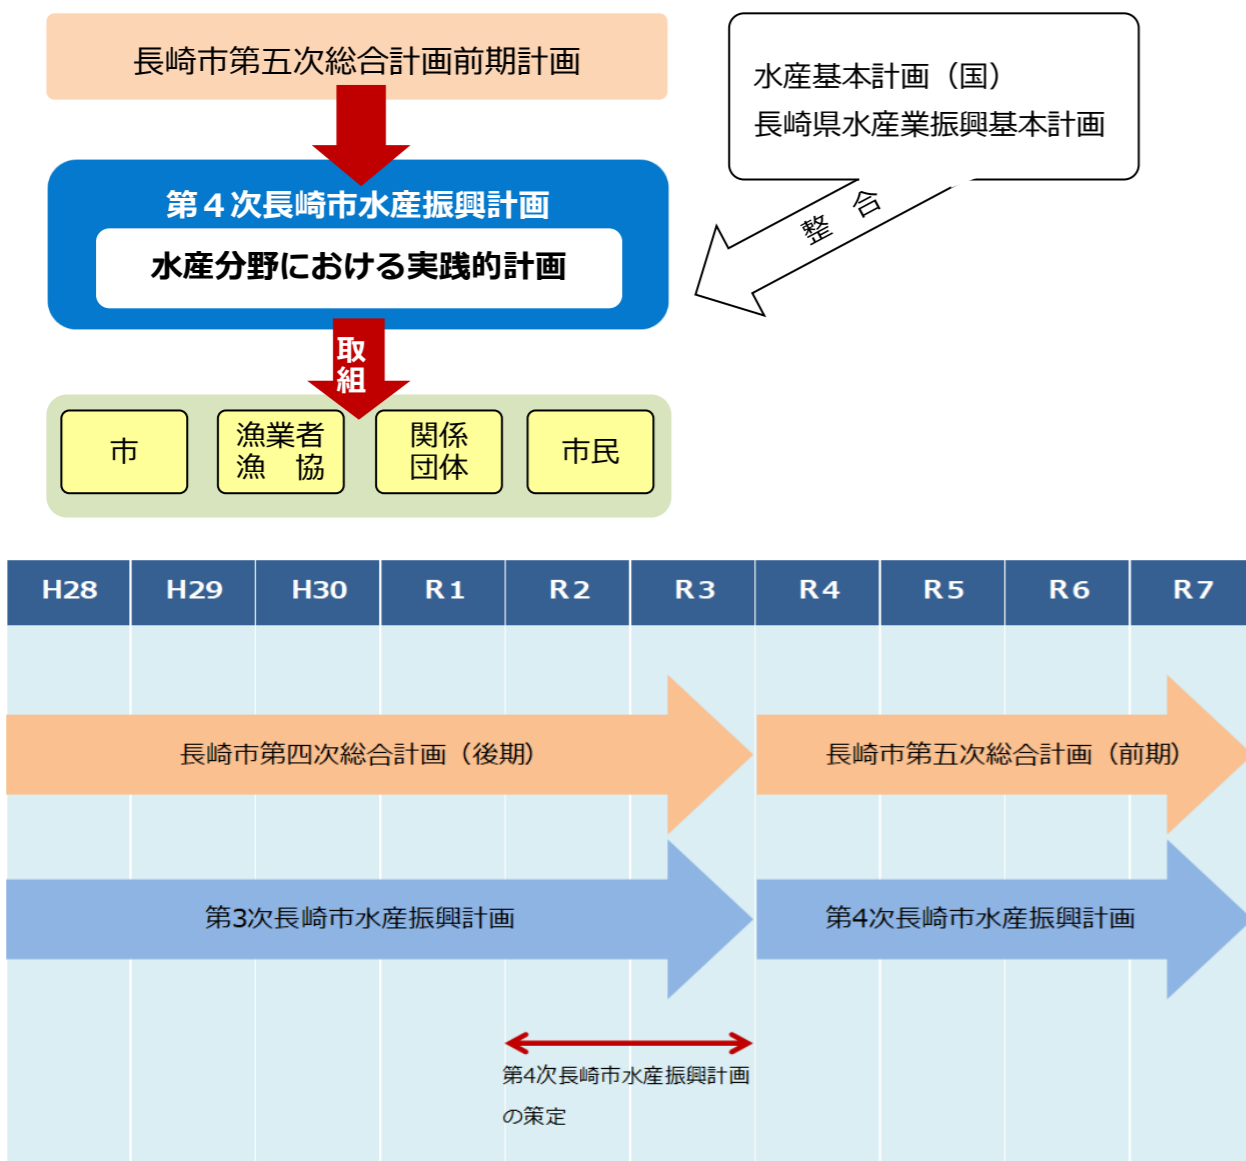 長崎市第五次総合計画前期計画
水産基本計画（国）
長崎県水産業振興基本計画
整　合
第４次長崎市水産振興計画
水産分野における実践的計画
取
組
市
漁業者
漁　協
関係
団体
市民
H28 H29 H30 R1 R2 R3 R4 R5 R6 R7
長崎市第四次総合計画（後期）
長崎市第五次総合計画（前期）
第3次長崎市水産振興計画
第4次長崎市水産振興計画
第4次長崎市水産振興計画
の策定